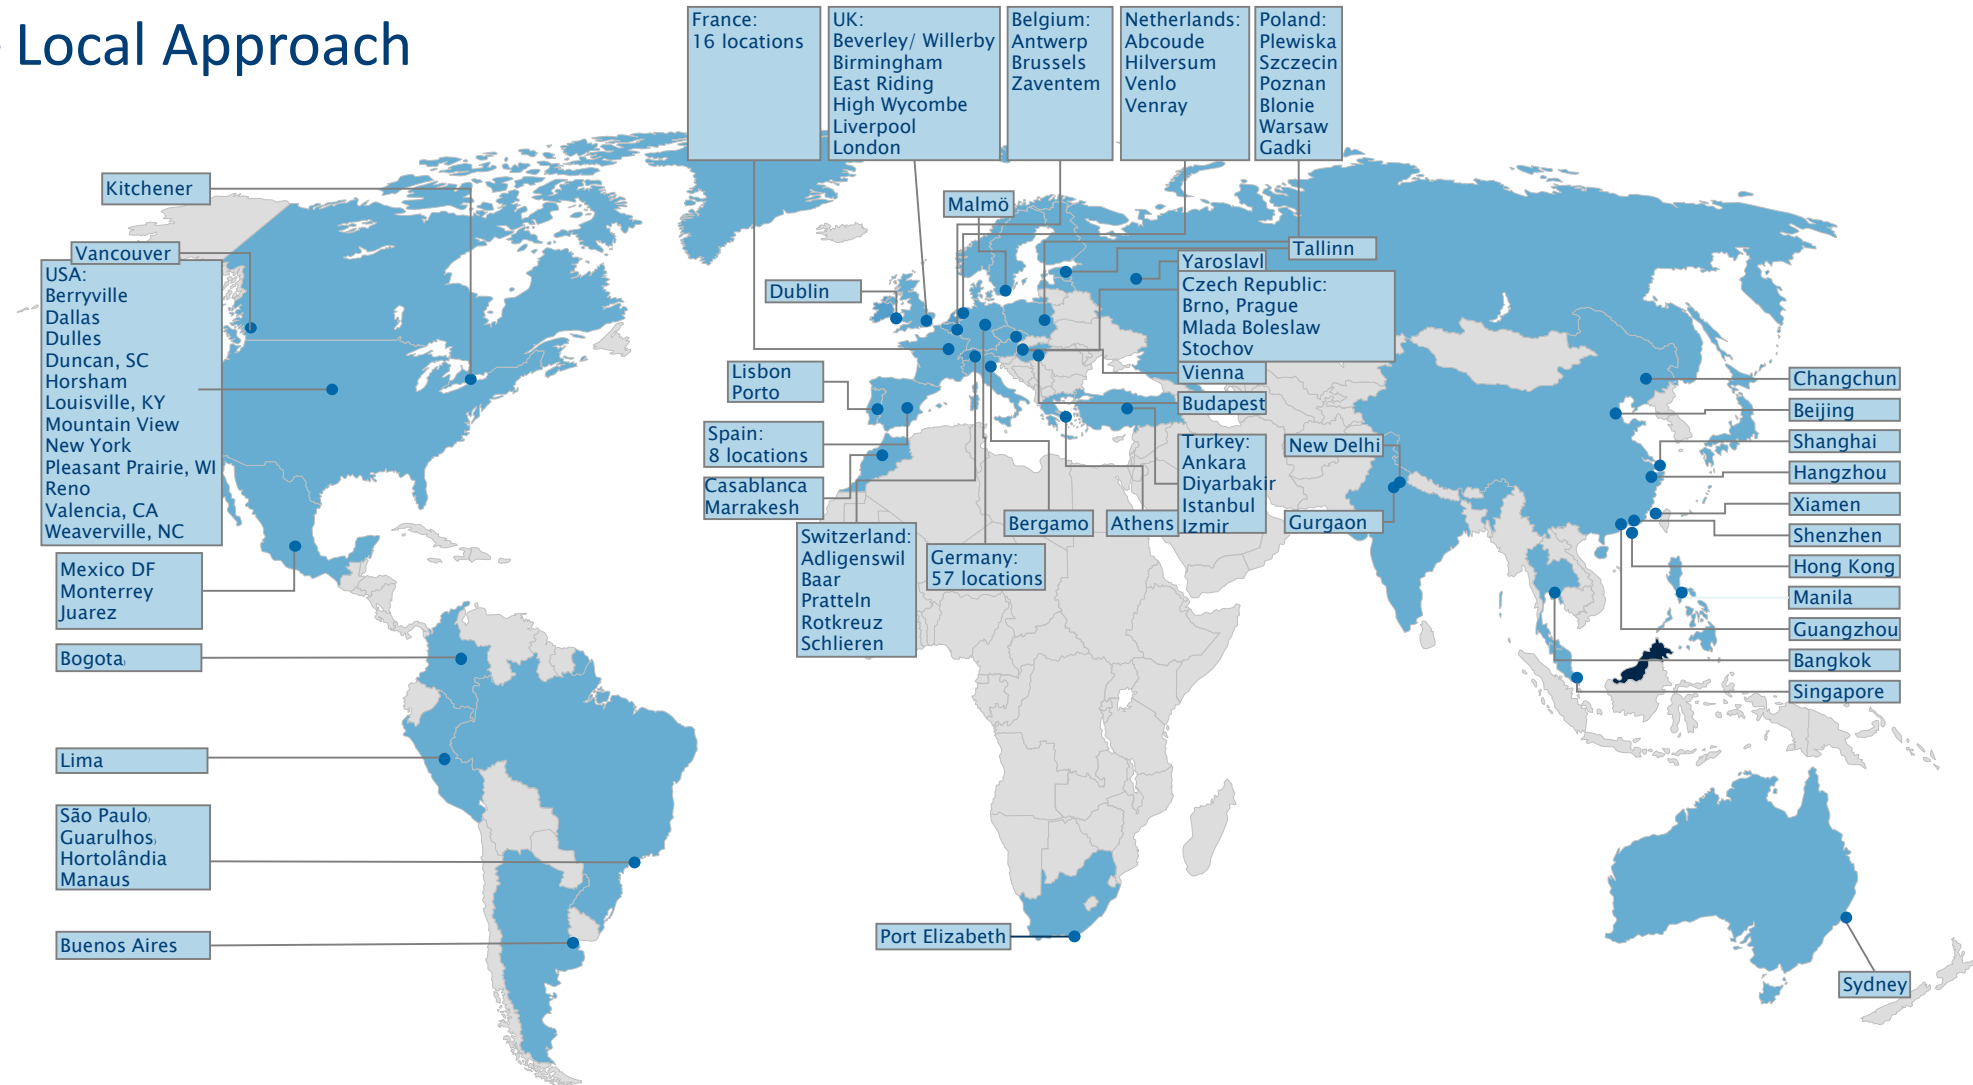 Local Approach
France:
16 locations
UK:
Beverley/ Willerby
Birmingham
East Riding
High Wycombe
Liverpool
London
Belgium:
Antwerp
Brussels
Zaventem
Netherlands:
Abcoude
Hilversum
Venlo
Venray
Poland:
Plewiska
Szczecin
Poznan
Blonie
Warsaw
Gadki
Kitchener
Vancouver
USA:
Berryville
Dallas
Dulles
Duncan, SC
Horsham
Louisville, KY
Mountain View
New York
Pleasant Prairie, WI
Reno
Valencia, CA
Weaverville, NC
Mexico DF
Monterrey
Juarez
Bogota,
Lima
São Paulo,
Guarulhos,
Hortolândia
Manaus
Buenos Aires
Malmö
Dublin
Lisbon
Porto
Spain:
8 locations
Casablanca
Marrakesh
Switzerland:
Adligenswil
Baar
Pratteln
Rotkreuz
Schlieren
Germany:
57 locations
Bergamo
Athens
Port Elizabeth
Tallinn
Yaroslavl
Czech Republic:
Brno, Prague
Mlada Boleslaw
Stochov
Vienna
Budapest
Turkey:
Ankara
Diyarbakir
Istanbul
Izmir
New Delhi
Gurgaon
Changchun
Beijing
Shanghai
Hangzhou
Xiamen
Shenzhen
Hong Kong
Manila
Guangzhou
Bangkok
Singapore
Sydney